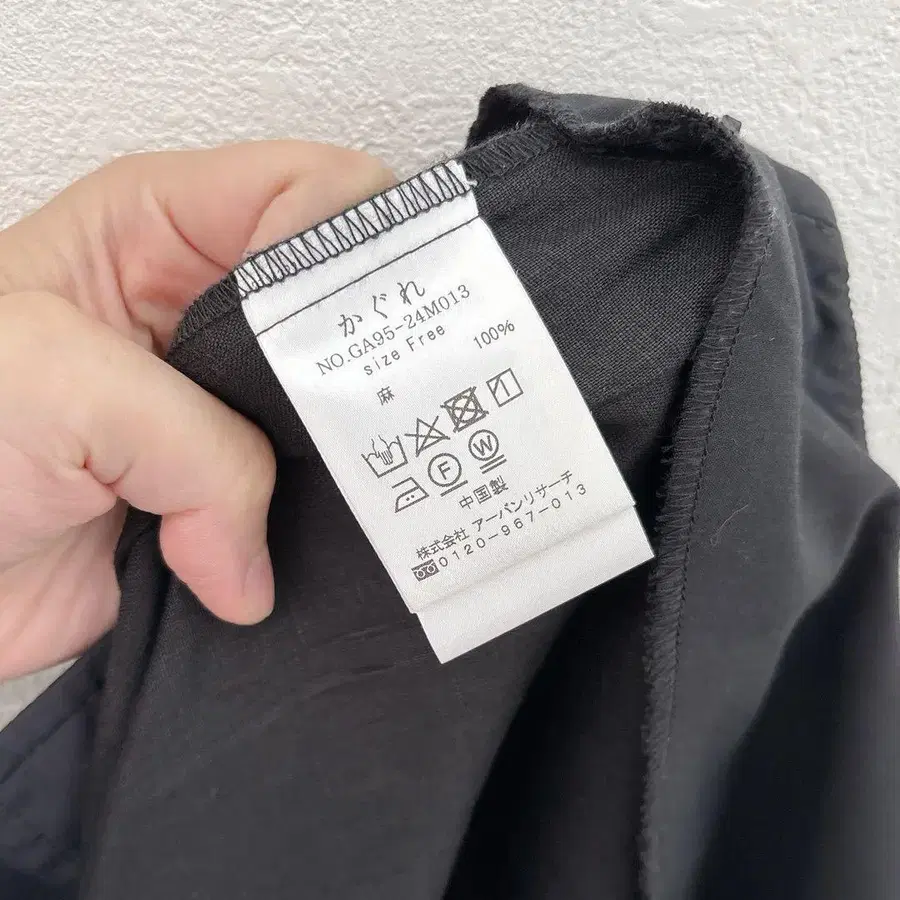 かぐれ
NO.GA95-24M013
size Free
麻 100%
F W
中国製
株式会社 アーバンリサーチ
0120-967-013